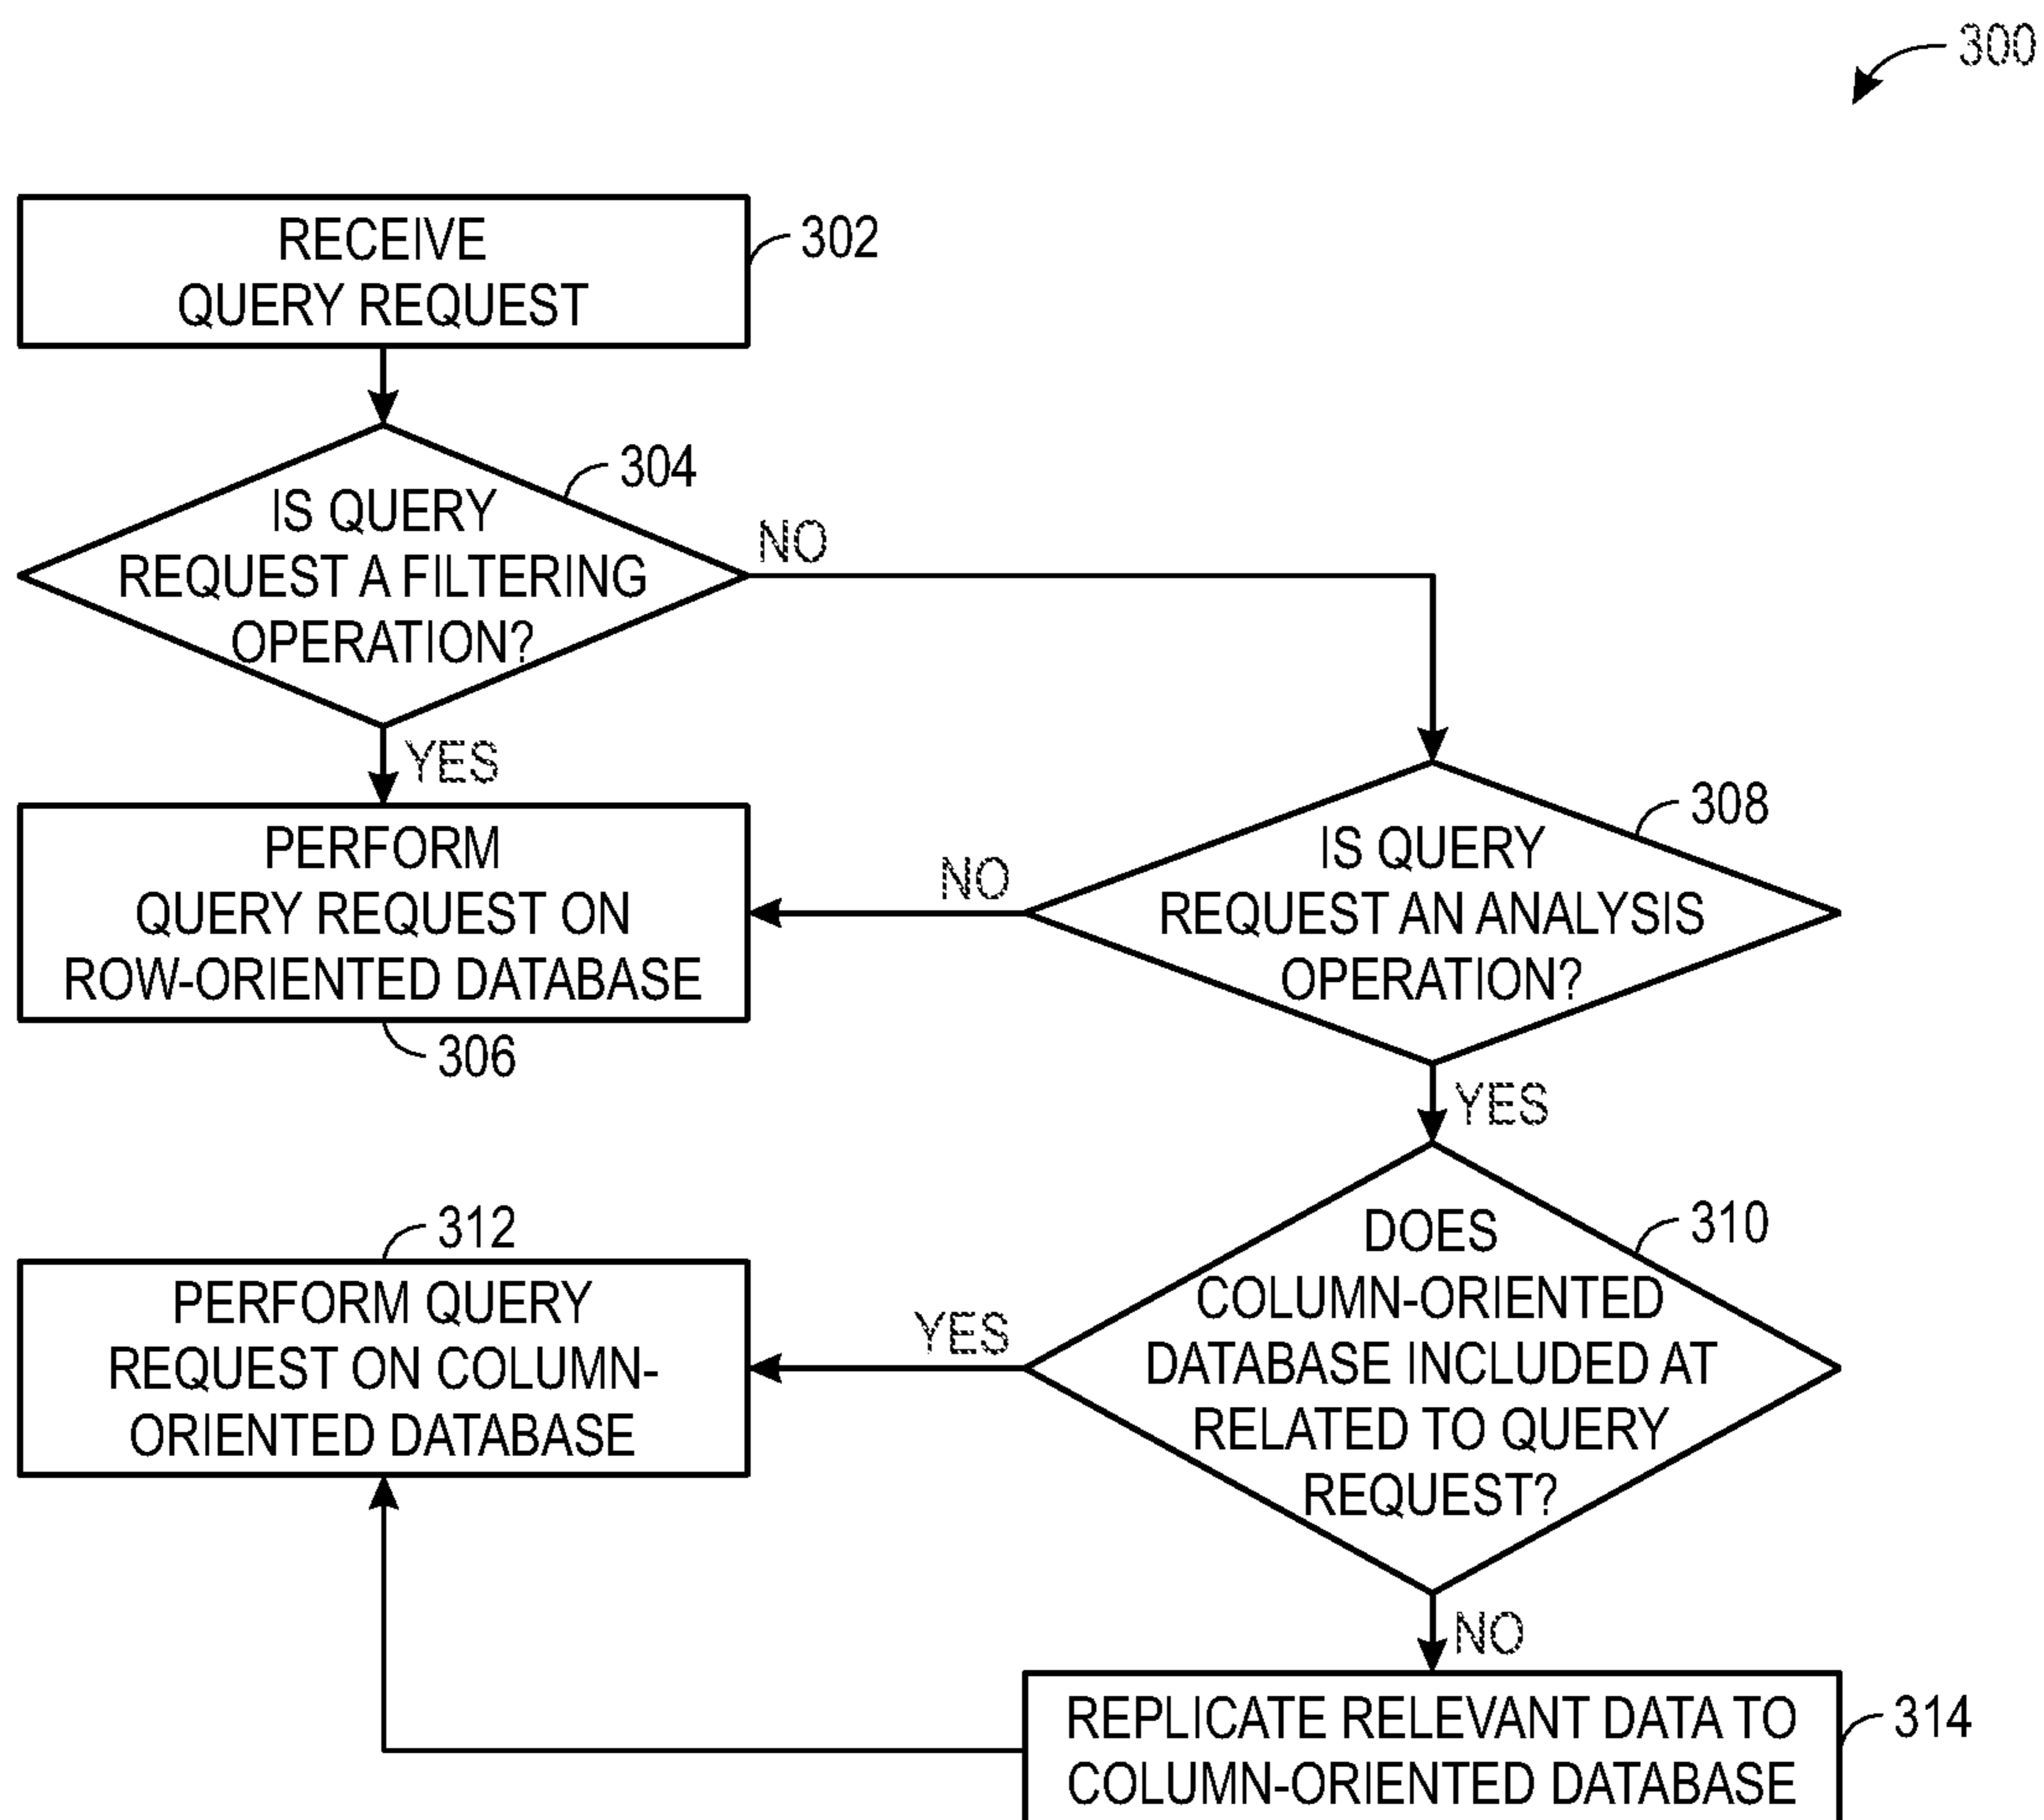 300
RECEIVE
QUERY REQUEST
302
304
IS QUERY
REQUEST A FILTERING
OPERATION?
NO
YES
PERFORM
QUERY REQUEST ON
ROW-ORIENTED DATABASE
306
308
IS QUERY
REQUEST AN ANALYSIS
OPERATION?
NO
YES
310
DOES
COLUMN-ORIENTED
DATABASE INCLUDED AT
RELATED TO QUERY
REQUEST?
YES
312
PERFORM QUERY
REQUEST ON COLUMN-
ORIENTED DATABASE
NO
REPLICATE RELEVANT DATA TO
COLUMN-ORIENTED DATABASE
314